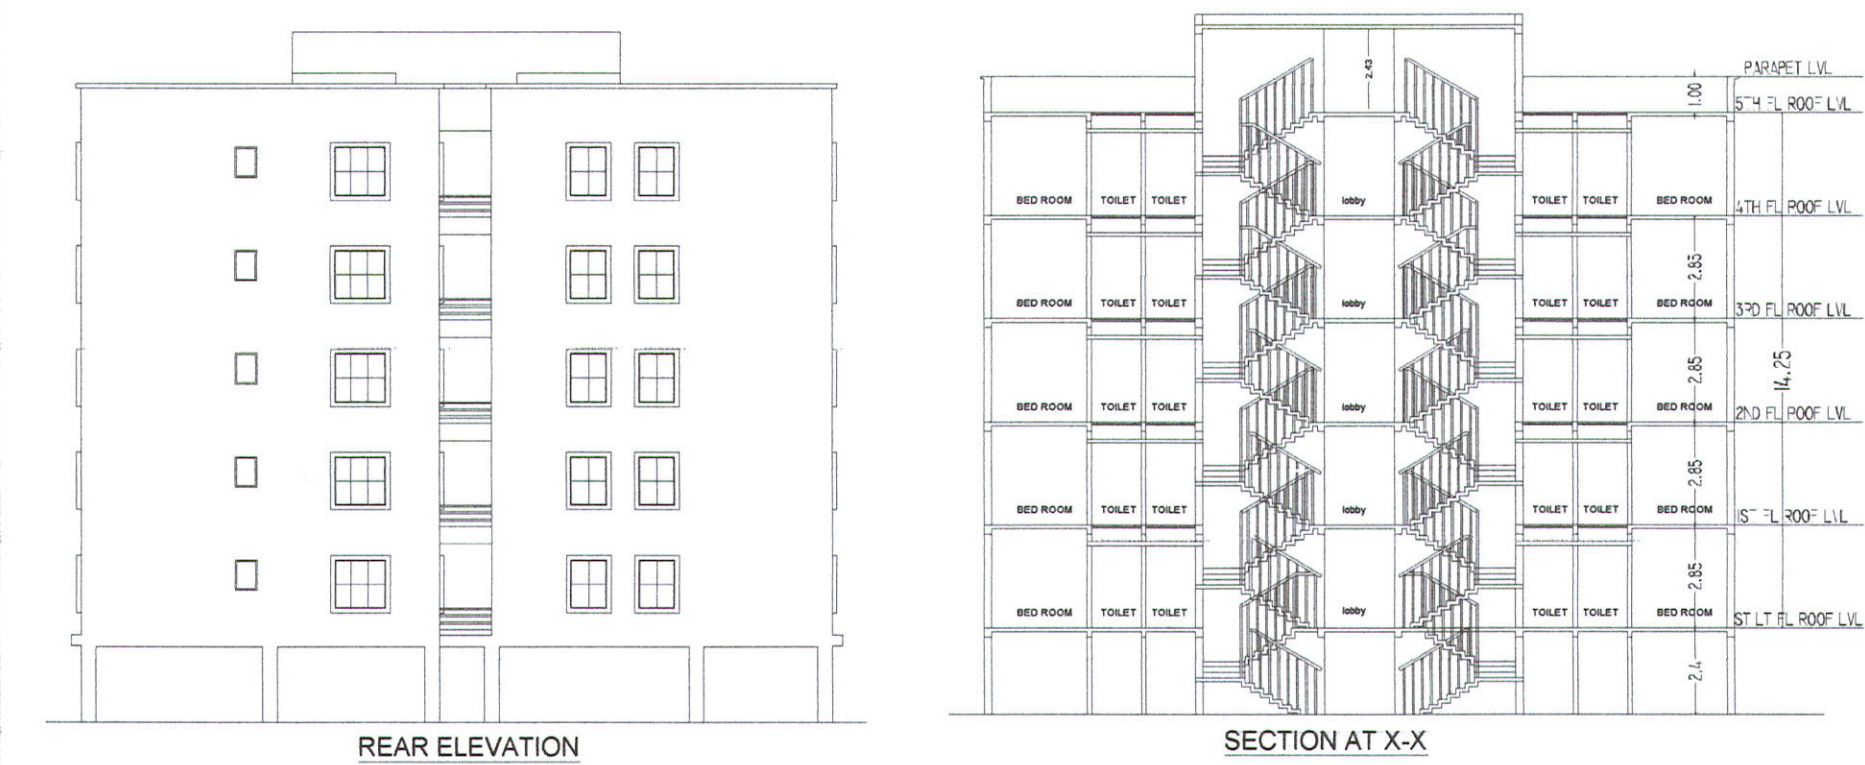 REAR ELEVATION
2.43
PARAPET LVL
1.00
5TH FL ROOF LVL
BED ROOM TOILET TOILET lobby TOILET TOILET BED ROOM
4TH FL ROOF LVL
2.85
BED ROOM TOILET TOILET lobby TOILET TOILET BED ROOM
3RD FL ROOF LVL
2.85
14.25
BED ROOM TOILET TOILET lobby TOILET TOILET BED ROOM
2ND FL ROOF LVL
2.85
BED ROOM TOILET TOILET lobby TOILET TOILET BED ROOM
1ST FL ROOF LVL
2.85
BED ROOM TOILET TOILET lobby TOILET TOILET BED ROOM
STILT FL ROOF LVL
2.4
SECTION AT X-X